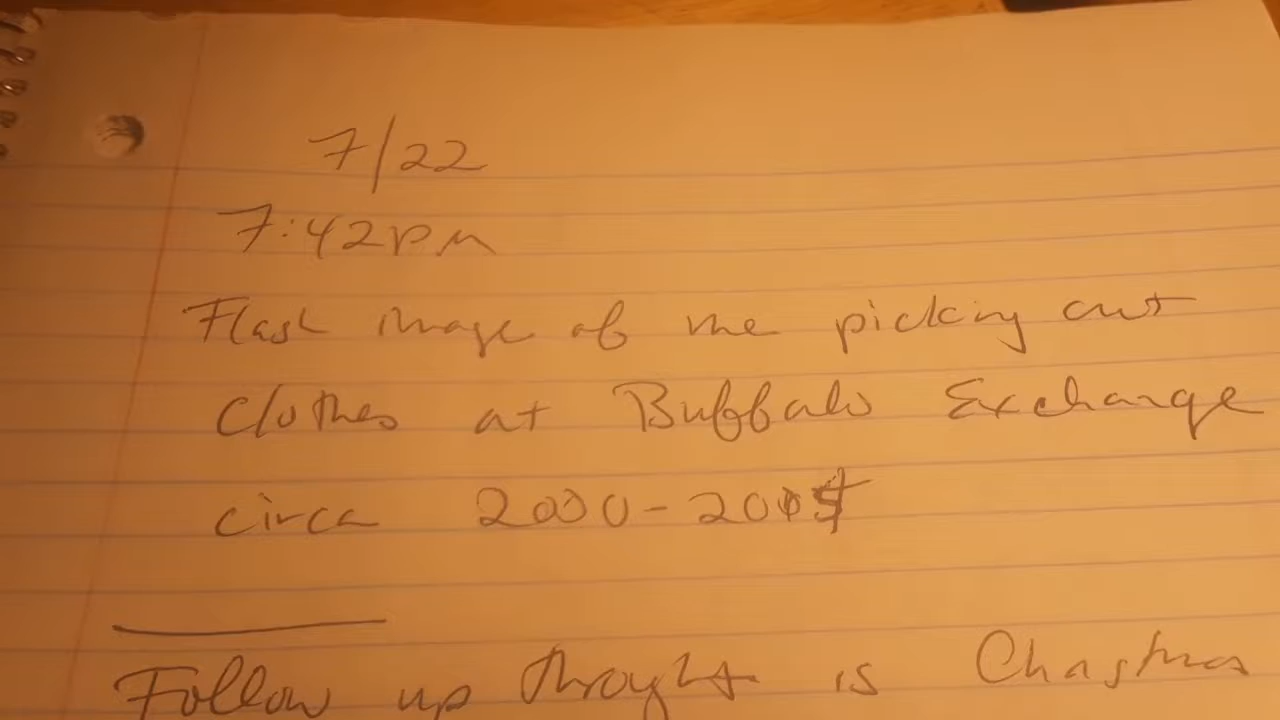 7/22
7:42PM
Flash image of me picking out
Clothes at Buffalo Exchange
circa 2000-200
Follow up thought is